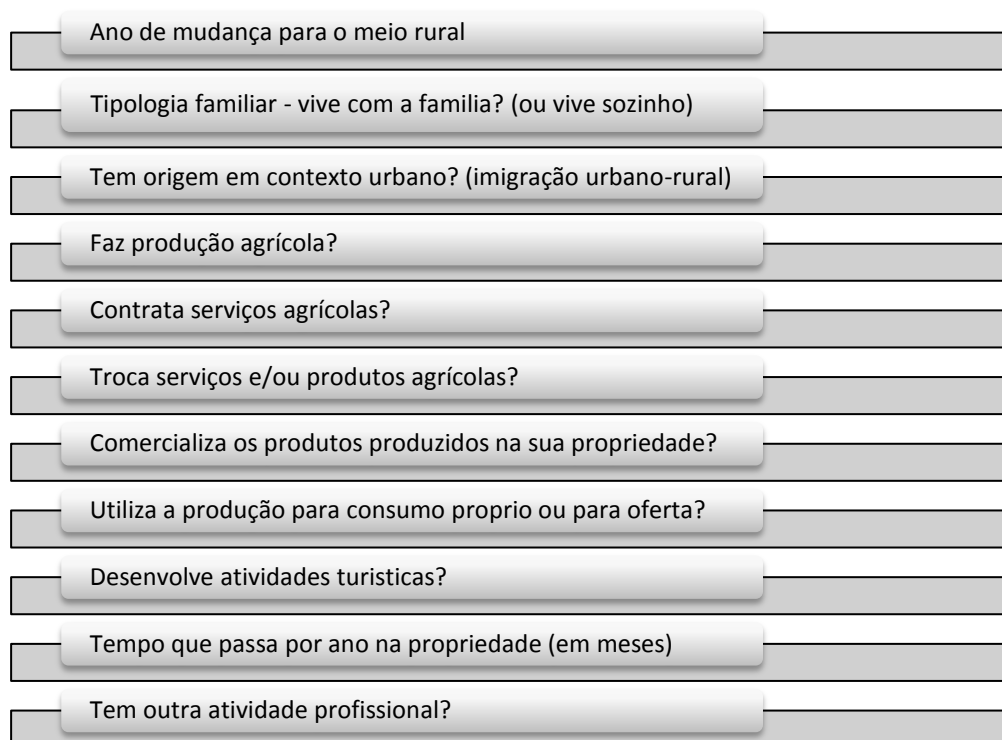 Ano de mudança para o meio rural
Tipologia familiar - vive com a familia? (ou vive sozinho)
Tem origem em contexto urbano? (imigração urbano-rural)
Faz produção agrícola?
Contrata serviços agrícolas?
Troca serviços e/ou produtos agrícolas?
Comercializa os produtos produzidos na sua propriedade?
Utiliza a produção para consumo proprio ou para oferta?
Desenvolve atividades turisticas?
Tempo que passa por ano na propriedade (em meses)
Tem outra atividade profissional?